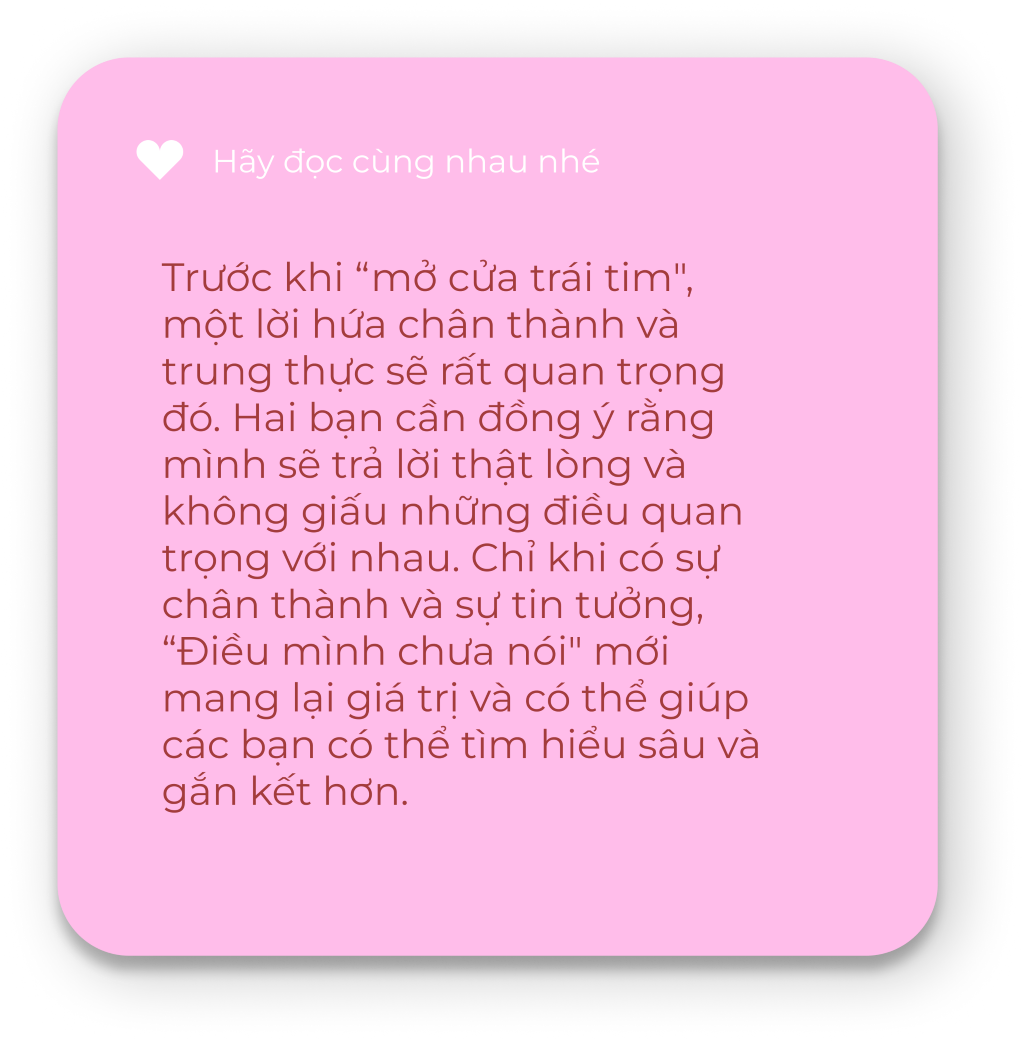 Hãy đọc cùng nhau nhé
Trước khi “mở cửa trái tim",
một lời hứa chân thành và
trung thực sẽ rất quan trọng
đó. Hai bạn cần đồng ý rằng
mình sẽ trả lời thật lòng và
không giấu những điều quan
trọng với nhau. Chỉ khi có sự
chân thành và sự tin tưởng,
“Điều mình chưa nói" mới
mang lại giá trị và có thể giúp
các bạn có thể tìm hiểu sâu và
gắn kết hơn.